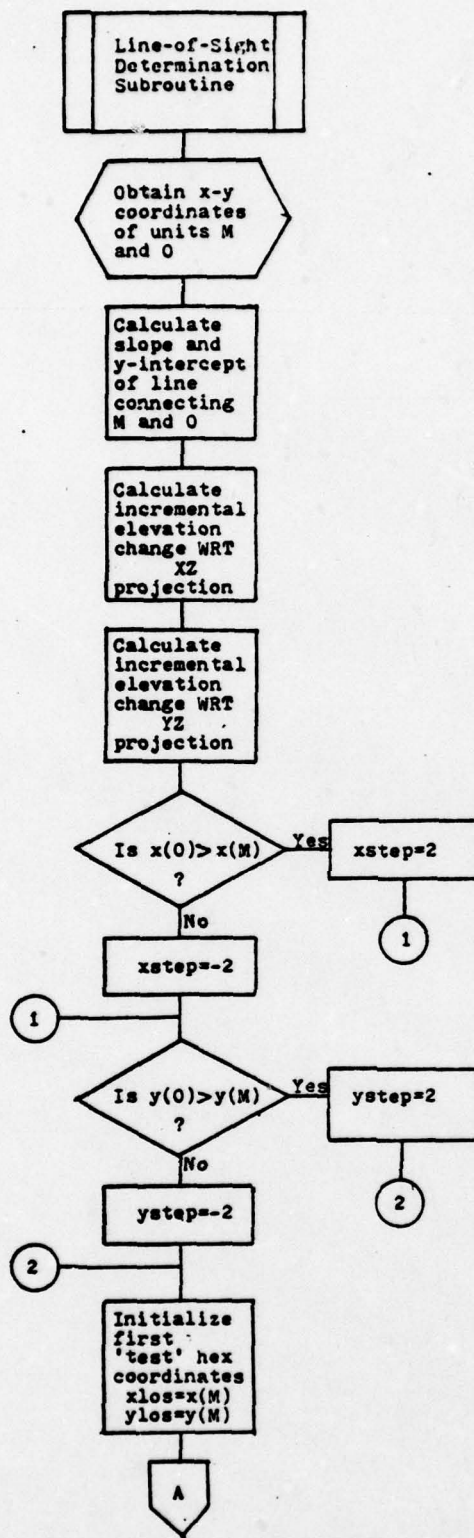 Line-of-Sight
Determination
Subroutine
Obtain x-y
coordinates
of units M
and O
Calculate
slope and
y-intercept
of line
connecting
M and O
Calculate
incremental
elevation
change WRT
XZ
projection
Calculate
incremental
elevation
change WRT
YZ
projection
Is x(O)>x(M)
?
Yes
xstep=2
1
No
xstep=-2
1
Is y(O)>y(M)
?
Yes
ystep=2
2
No
ystep=-2
2
Initialize
first
'test' hex
coordinates
xlos=x(M)
ylos=y(M)
A